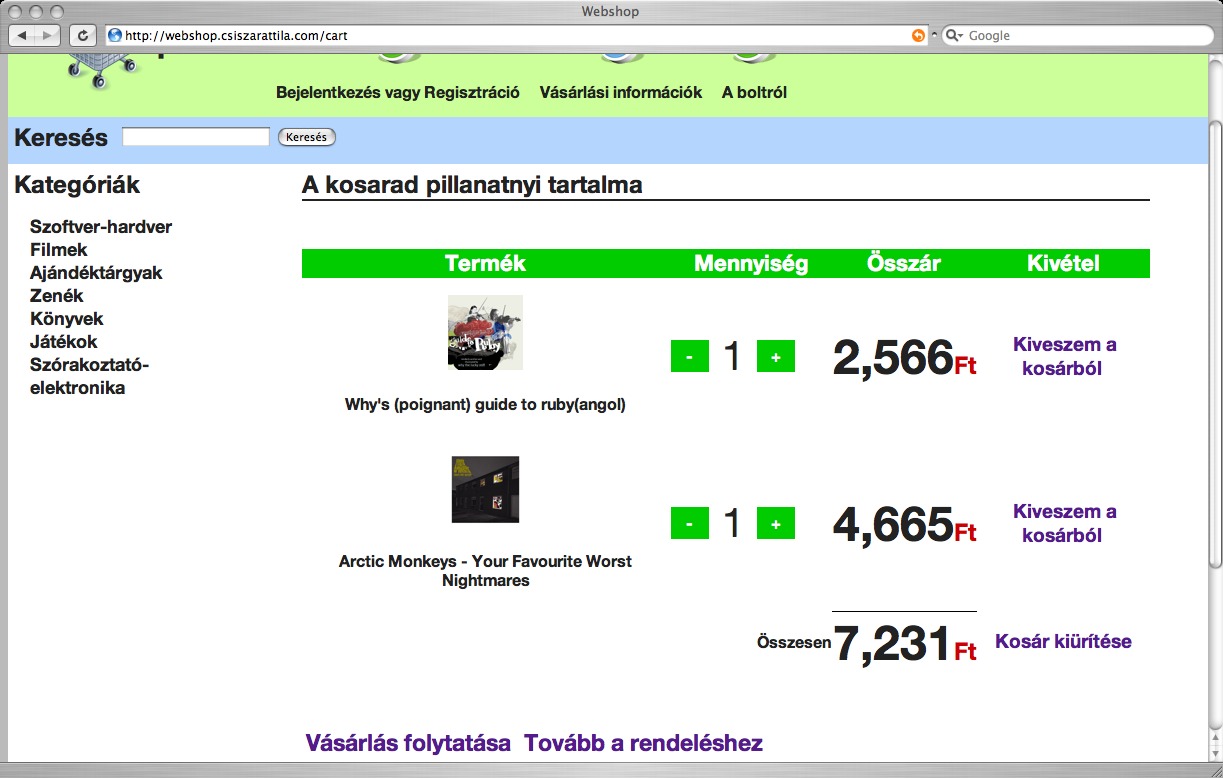 Webshop
http://webshop.csiszarattila.com/cart
Google
Bejelentkezés vagy Regisztráció Vásárlási információk A boltról
Keresés Keresés
Kategóriák
Szoftver-hardver
Filmek
Ajándéktárgyak
Zenék
Könyvek
Játékok
Szórakoztató-
elektronika
A kosarad pillanatnyi tartalma
Termék Mennyiség Összár Kivétel
guide to Ruby
- 1 + 2,566Ft
Kiveszem a
kosárból
Why's (poignant) guide to ruby(angol)
- 1 + 4,665Ft
Kiveszem a
kosárból
Arctic Monkeys - Your Favourite Worst
Nightmares
Összesen 7,231Ft Kosár kiürítése
Vásárlás folytatása Tovább a rendeléshez